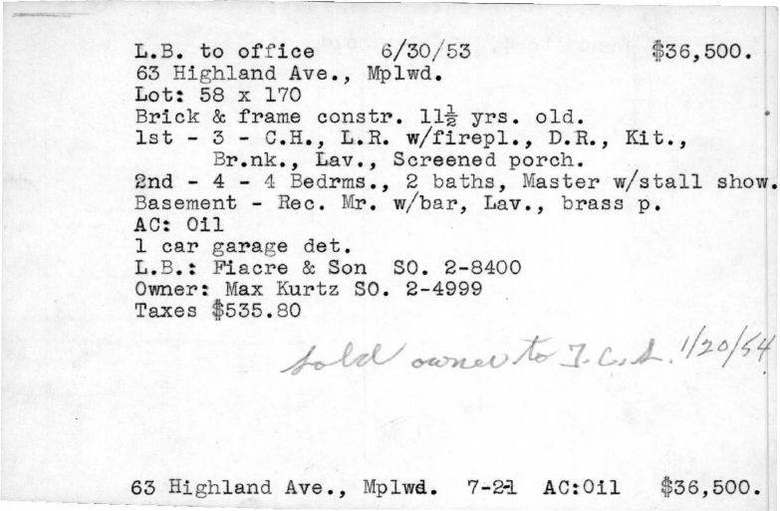 L.B. to office 6/30/53 $36,500.
63 Highland Ave., Mplwd.
Lot: 58 x 170
Brick & frame constr. 11½ yrs. old.
1st - 3 - C.H., L.R. w/firepl., D.R., Kit.,
Br.nk., Lav., Screened porch.
2nd - 4 - 4 Bedrms., 2 baths, Master w/stall show.
Basement - Rec. Mr. w/bar, Lav., brass p.
AC: Oil
1 car garage det.
L.B.: Fiacre & Son SO. 2-8400
Owner: Max Kurtz SO. 2-4999
Taxes $535.80
sold owner to 1/20/54
63 Highland Ave., Mplwd. 7-21 AC:Oil $36,500.